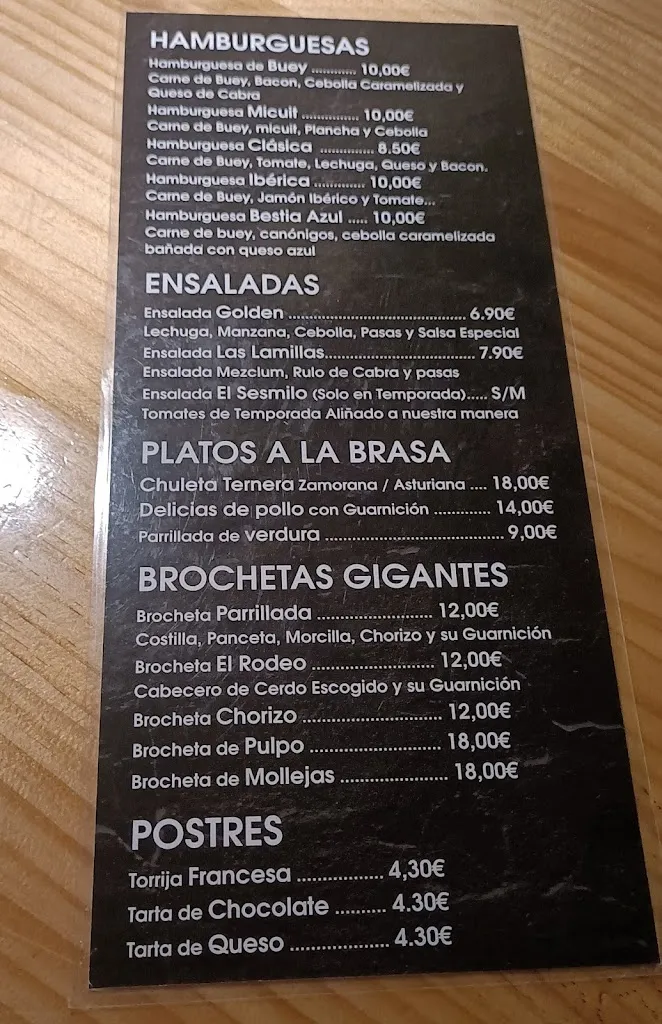 HAMBURGUESAS
Hamburguesa de Buey ............ 10,00€
Carne de Buey, Bacon, Cebolla Caramelizada y
Queso de Cabra
Hamburguesa Micuit ............... 10,00€
Carne de Buey, micuit, Plancha y Cebolla
Hamburguesa Clásica .............. 8.50€
Carne de Buey, Tomate, Lechuga, Queso y Bacon.
Hamburguesa Ibérica ............. 10,00€
Carne de Buey, Jamón Ibérico y Tomate...
Hamburguesa Bestia Azul ..... 10,00€
Carne de buey, canónigos, cebolla caramelizada
bañada con queso azul
ENSALADAS
Ensalada Golden ............................................. 6.90€
Lechuga, Manzana, Cebolla, Pasas y Salsa Especial
Ensalada Las Lamillas...................................... 7.90€
Ensalada Mezclum, Rulo de Cabra y pasas
Ensalada El Sesmilo (Solo en Temporada)..... S/M
Tomates de Temporada Aliñado a nuestra manera
PLATOS A LA BRASA
Chuleta Ternera Zamorana / Asturiana .... 18,00€
Delicias de pollo con Guarnición ............. 14,00€
Parrillada de verdura ............................................ 9,00€
BROCHETAS GIGANTES
Brocheta Parrillada ......................... 12,00€
Costilla, Panceta, Morcilla, Chorizo y su Guarnición
Brocheta El Rodeo ........................... 12,00€
Cabecero de Cerdo Escogido y su Guarnición
Brocheta Chorizo ............................. 12,00€
Brocheta de Pulpo ........................... 18,00€
Brocheta de Mollejas ...................... 18,00€
POSTRES
Torrija Francesa ................ 4,30€
Tarta de Chocolate .......... 4.30€
Tarta de Queso ................... 4.30€